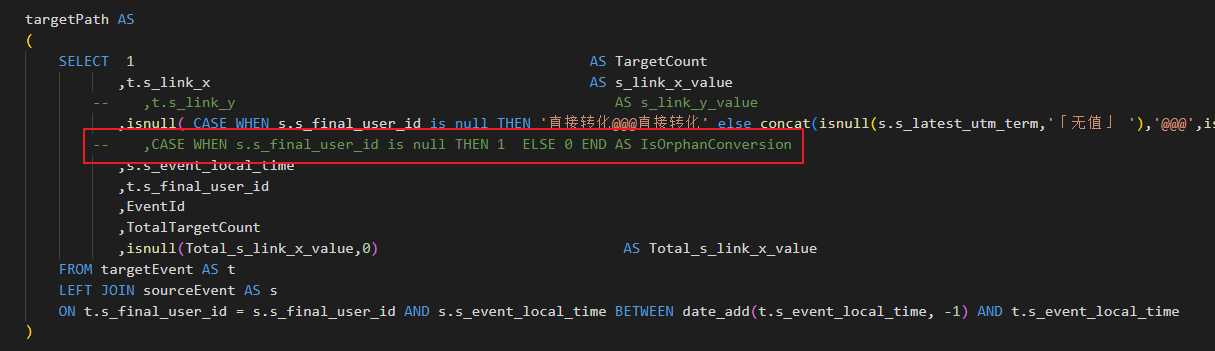 targetPath AS
(
SELECT 1 AS TargetCount
,t.s_link_x AS s_link_x_value
-- ,t.s_link_y AS s_link_y_value
,isnull( CASE WHEN s.s_final_user_id is null THEN '直接转化@@@直接转化' else concat(isnull(s.s_latest_utm_term,'「无值」 '),'@@@',is
-- ,CASE WHEN s.s_final_user_id is null THEN 1 ELSE 0 END AS IsOrphanConversion
,s.s_event_local_time
,t.s_final_user_id
,EventId
,TotalTargetCount
,isnull(Total_s_link_x_value,0) AS Total_s_link_x_value
FROM targetEvent AS t
LEFT JOIN sourceEvent AS s
ON t.s_final_user_id = s.s_final_user_id AND s.s_event_local_time BETWEEN date_add(t.s_event_local_time, -1) AND t.s_event_local_time
)